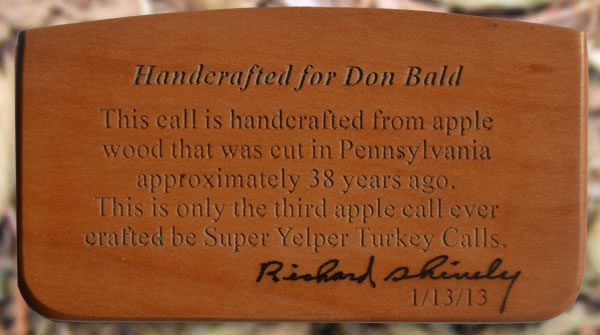 Handcrafted for Don Bald
This call is handcrafted from apple
wood that was cut in Pennsylvania
approximately 38 years ago.
This is only the third apple call ever
crafted be Super Yelper Turkey Calls.
Richard Shively
1/13/13